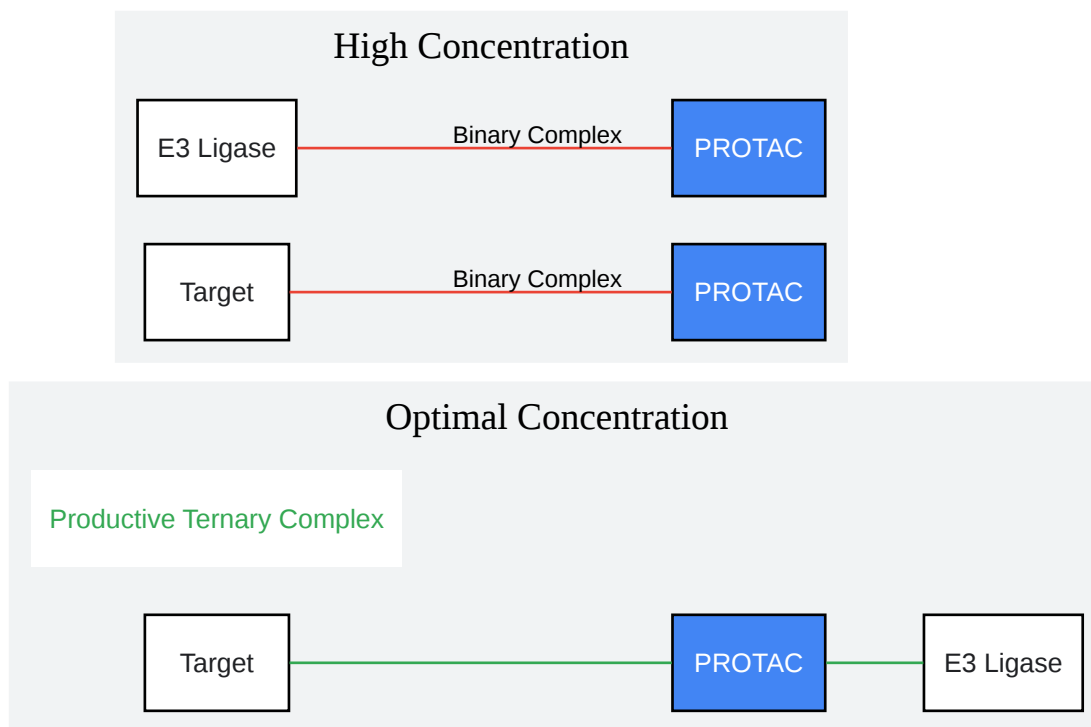 High Concentration
E3 Ligase
Binary Complex
PROTAC
Target
Binary Complex
PROTAC
Optimal Concentration
Productive Ternary Complex
Target
PROTAC
E3 Ligase